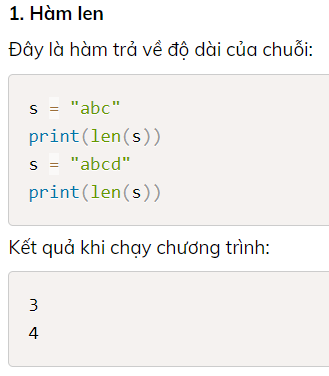 1. Hàm len
Đây là hàm trả về độ dài của chuỗi:
s = "abc"
print(len(s))
s = "abcd"
print(len(s))
Kết quả khi chạy chương trình:
3
4